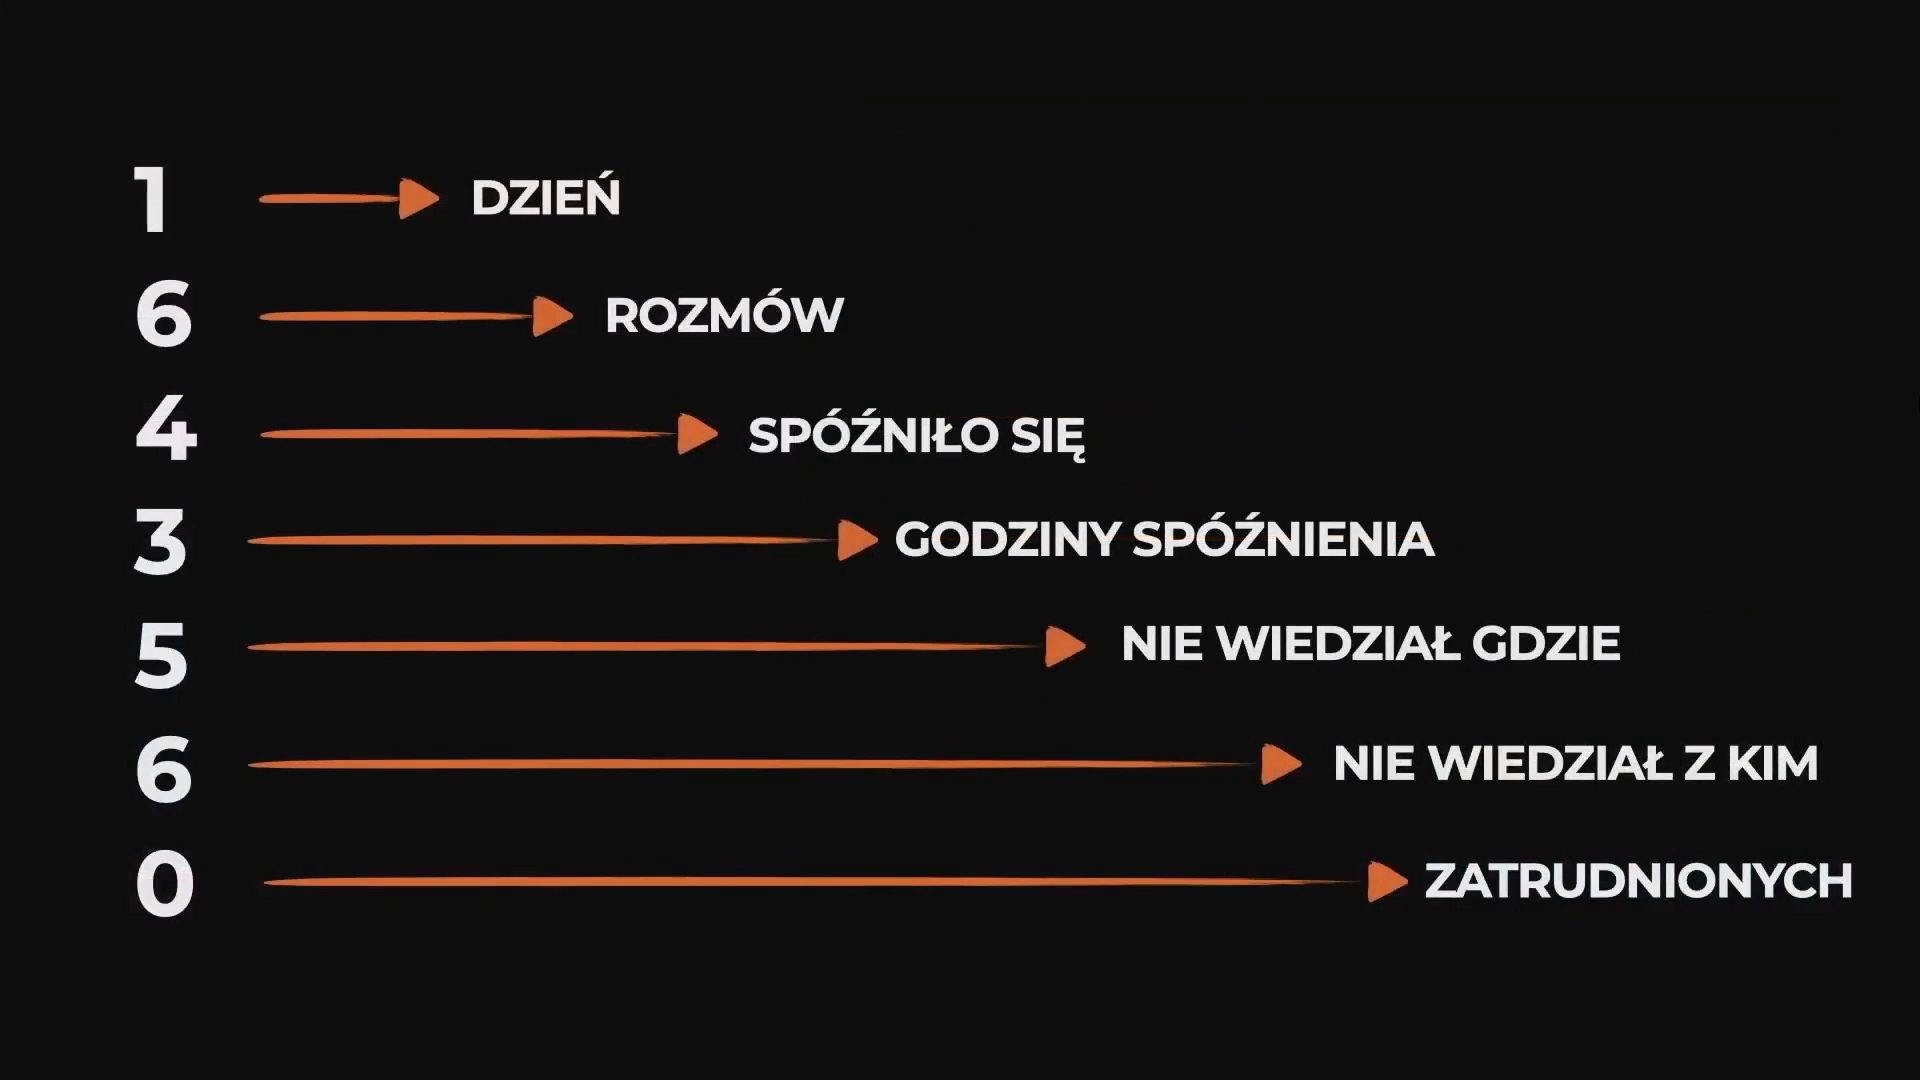 1 DZIEŃ
6 ROZMÓW
4 SPÓŹNIŁO SIĘ
3 GODZINY SPÓŹNIENIA
5 NIE WIEDZIAŁ GDZIE
6 NIE WIEDZIAŁ Z KIM
0 ZATRUDNIONYCH